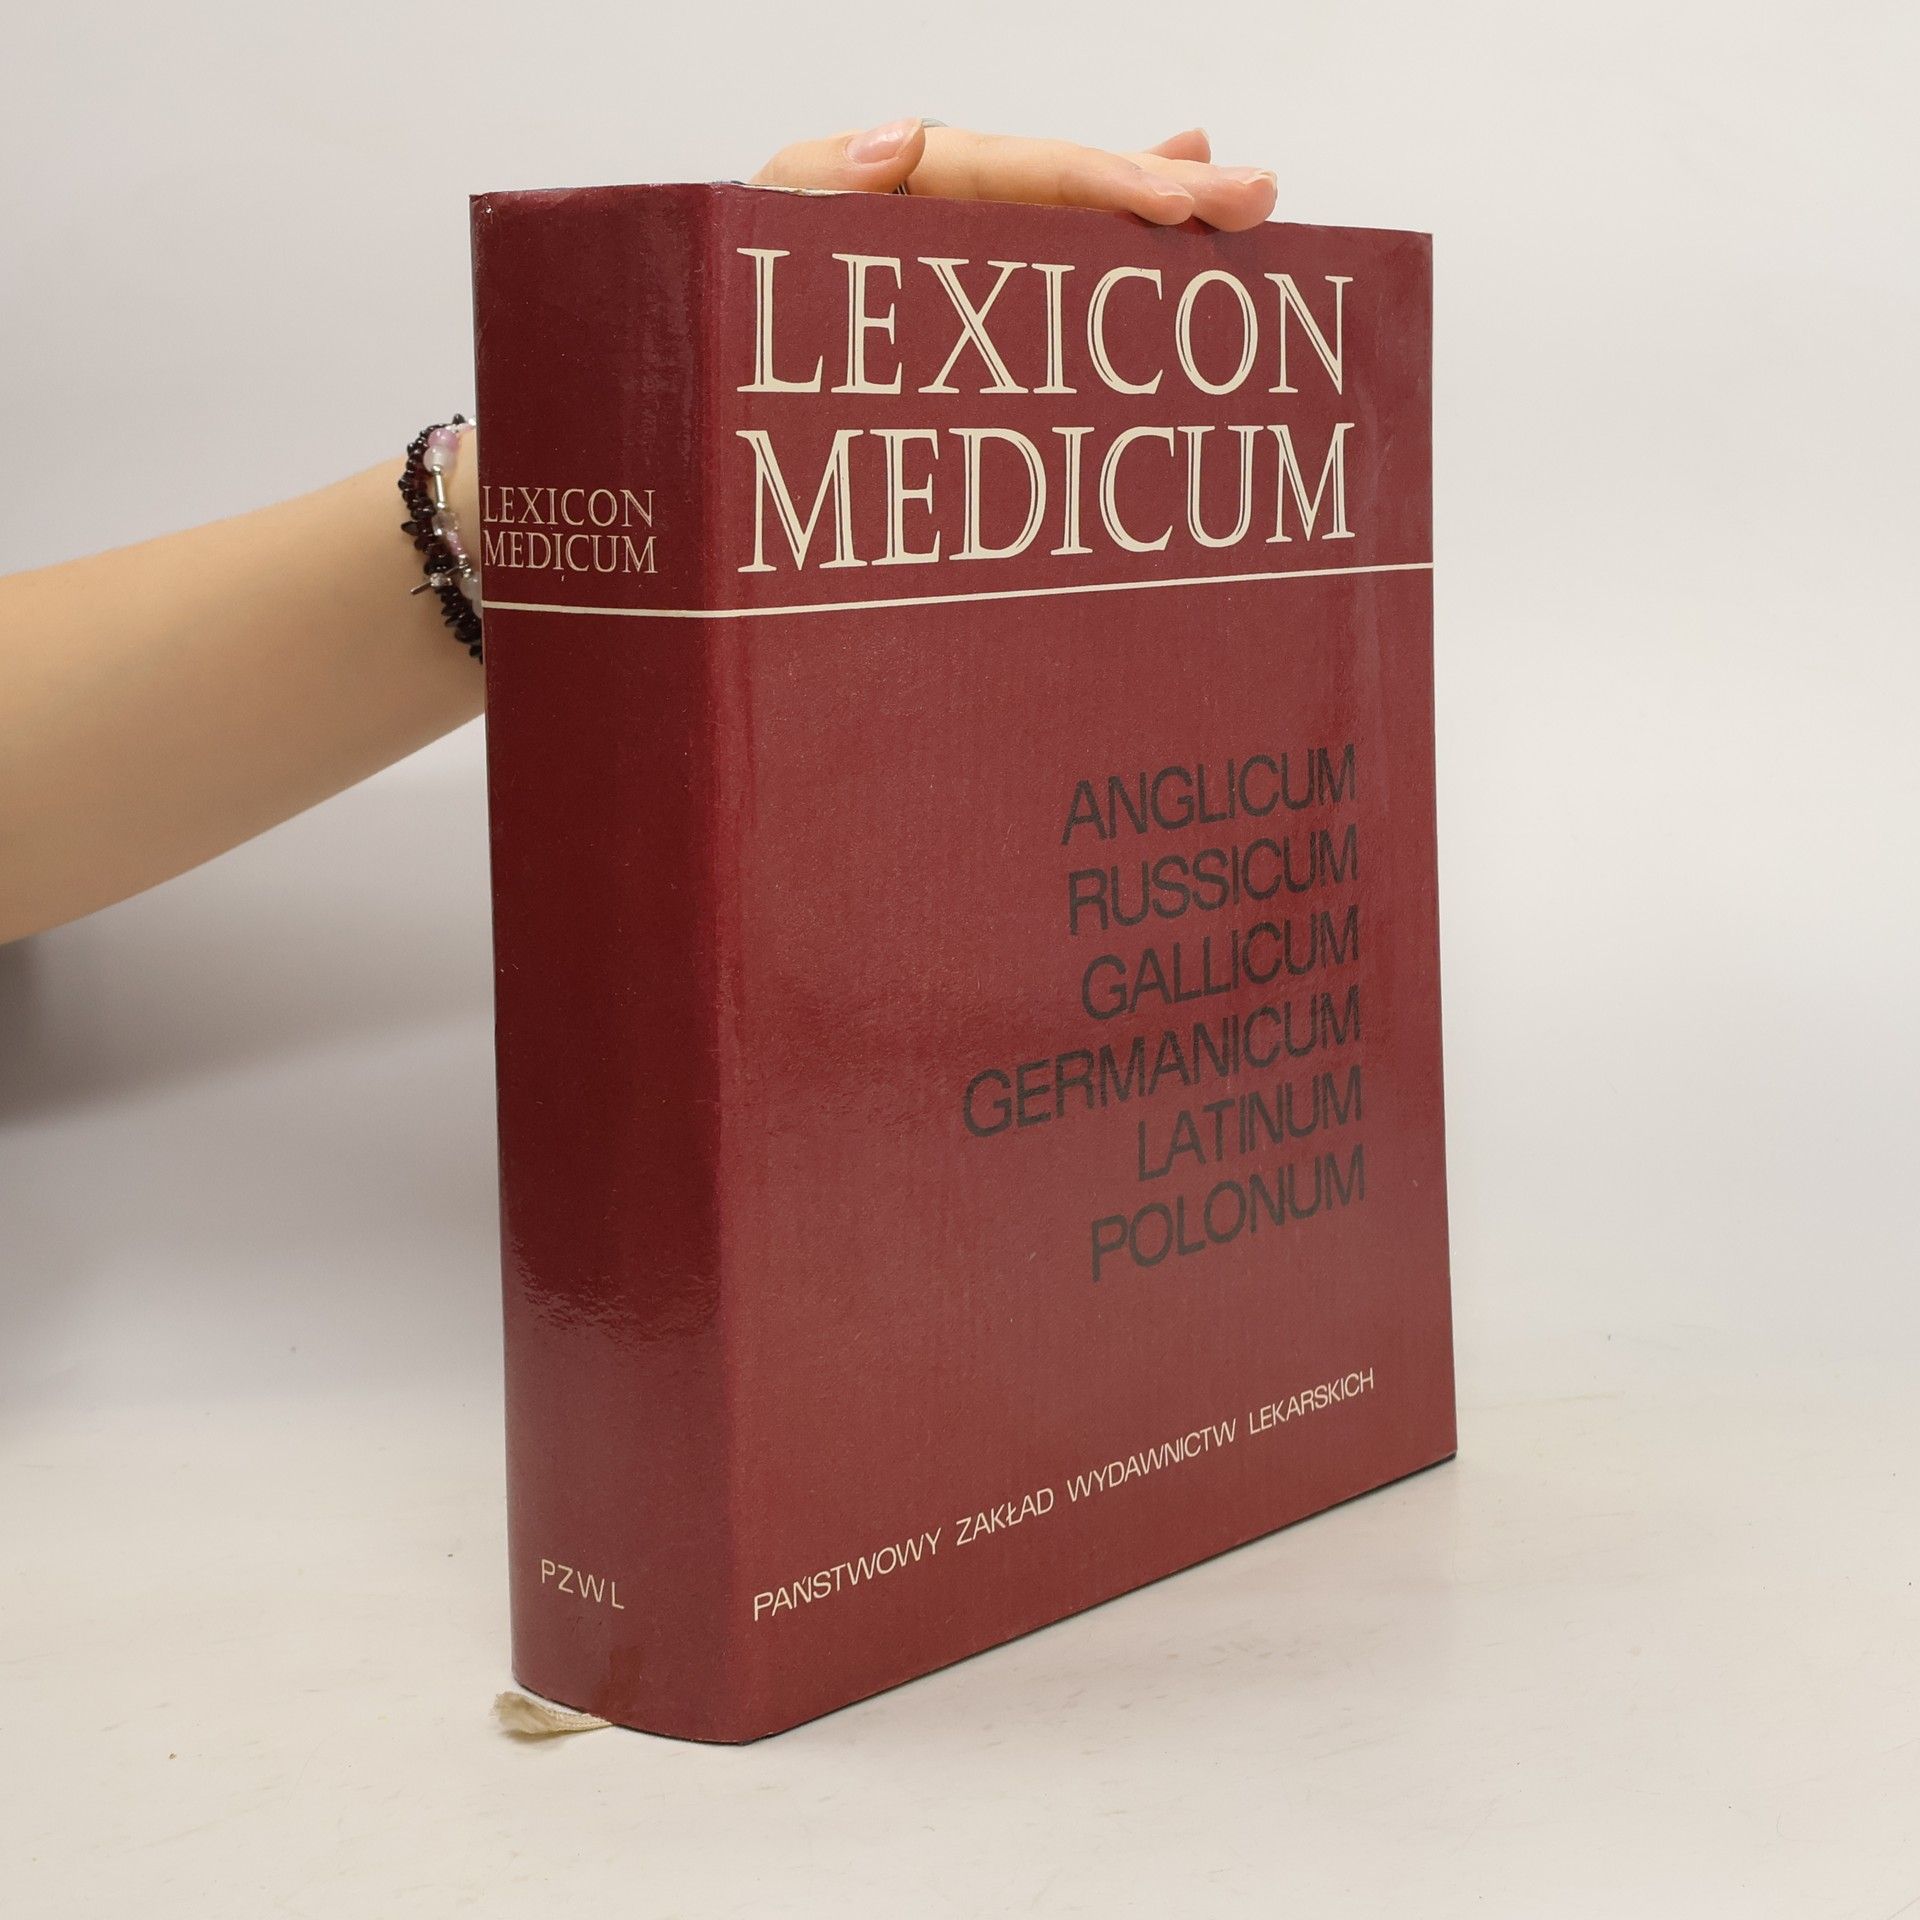 LEXICON
MEDICUM
PZWL
LEXICON
MEDICUM
ANGLICUM
RUSSICUM
GALLICUM
GERMANICUM
LATINUM
POLONUM
PAŃSTWOWY ZAKŁAD WYDAWNICTW LEKARSKICH